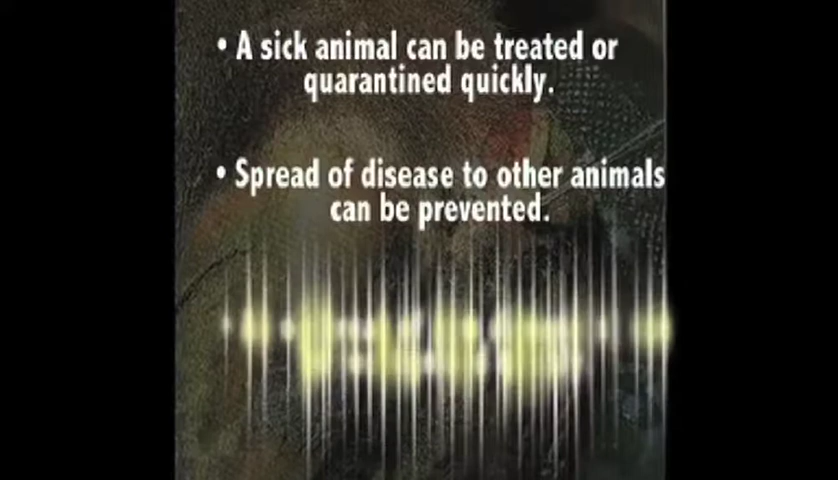 • A sick animal can be treated or
quarantined quickly.
• Spread of disease to other animals
can be prevented.